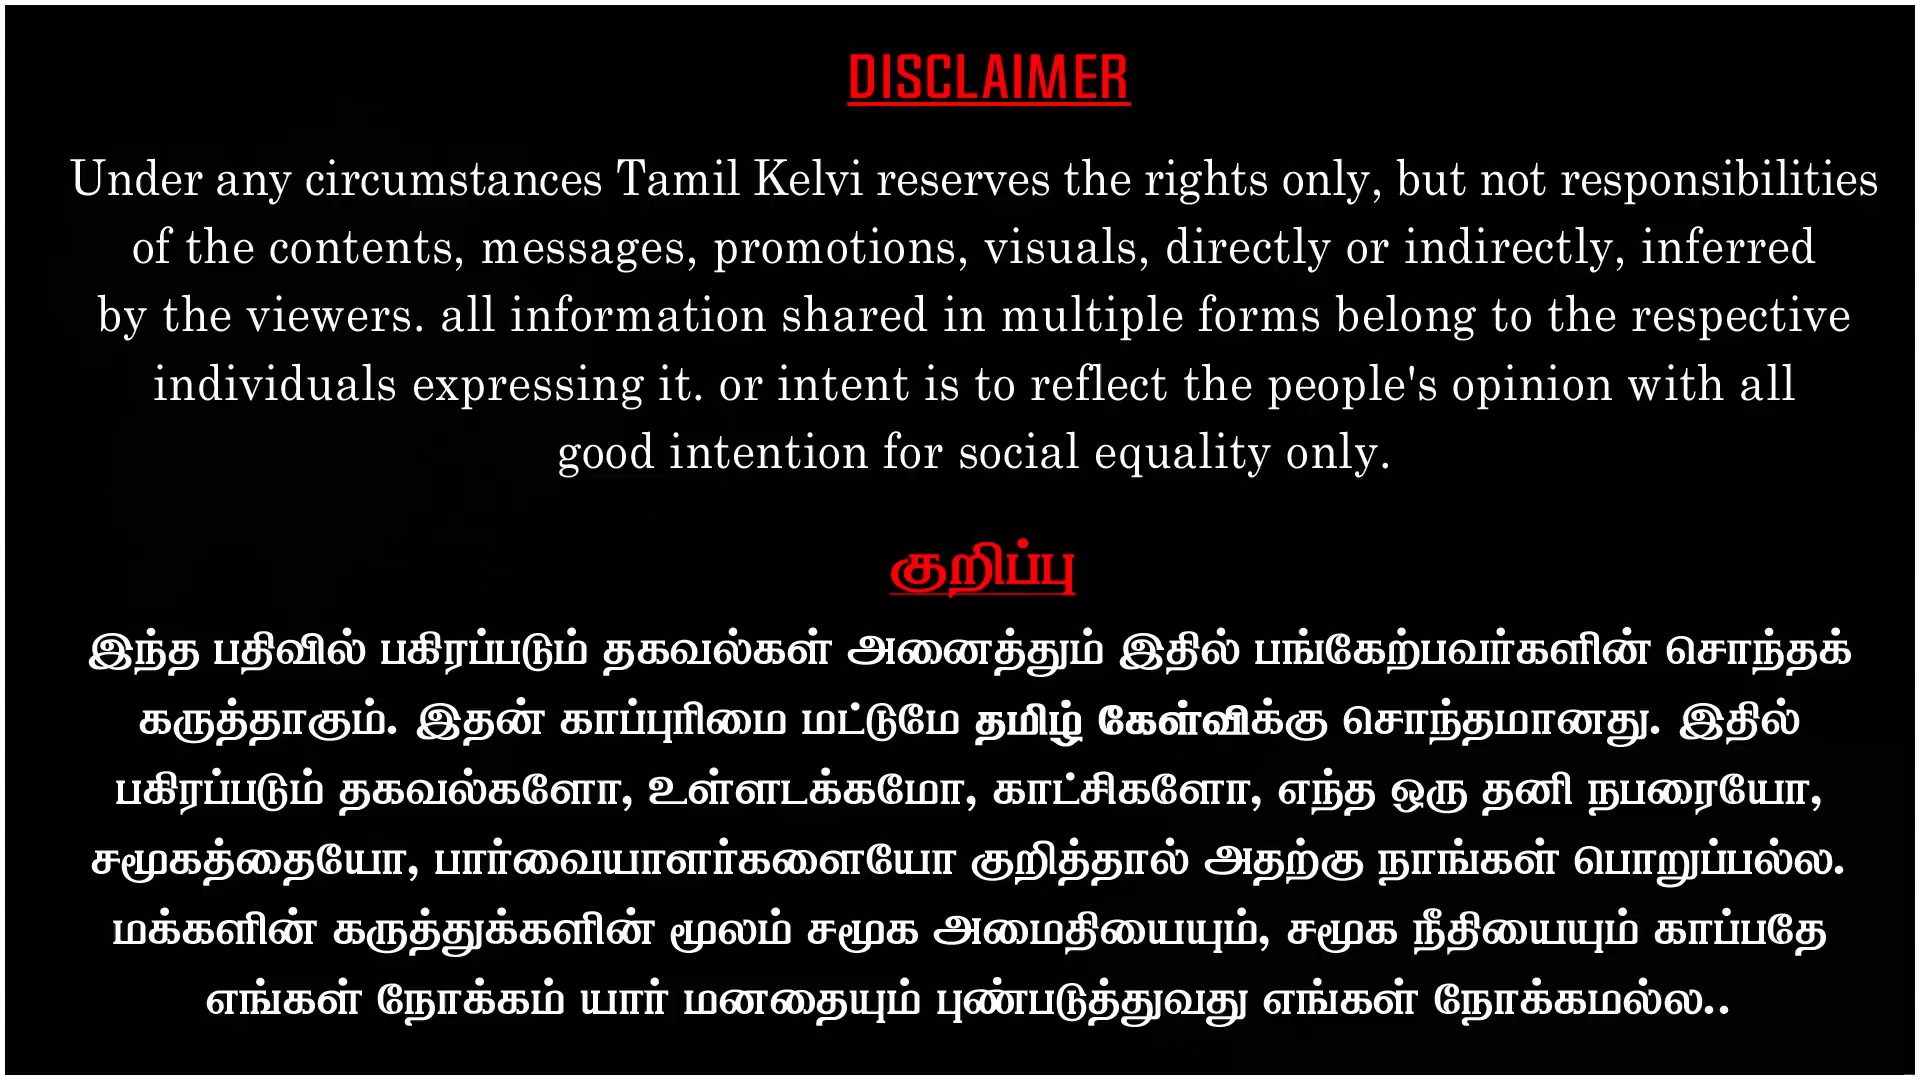 DISCLAIMER
Under any circumstances Tamil Kelvi reserves the rights only, but not responsibilities
of the contents, messages, promotions, visuals, directly or indirectly, inferred
by the viewers. all information shared in multiple forms belong to the respective
individuals expressing it. or intent is to reflect the people's opinion with all
good intention for social equality only.
குறிப்பு
இந்த பதிவில் பகிரப்படும் தகவல்கள் அனைத்தும் இதில் பங்கேற்பவர்களின் சொந்தக்
கருத்தாகும். இதன் காப்புரிமை மட்டுமே தமிழ் கேள்விக்கு சொந்தமானது. இதில்
பகிரப்படும் தகவல்களோ, உள்ளடக்கமோ, காட்சிகளோ, எந்த ஒரு தனி நபரையோ,
சமூகத்தையோ, பார்வையாளர்களையோ குறித்தால் அதற்கு நாங்கள் பொறுப்பல்ல.
மக்களின் கருத்துக்களின் மூலம் சமூக அமைதியையும், சமூக நீதியையும் காப்பதே
எங்கள் நோக்கம் யார் மனதையும் புண்படுத்துவது எங்கள் நோக்கமல்ல..